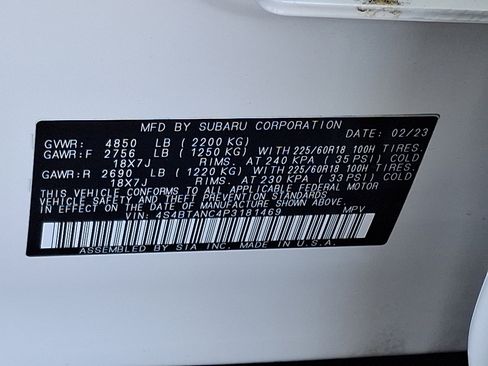 MFD BY SUBARU CORPORATION
GVWR: 4850 LB ( 2200 KG) DATE: 02/23
GAWR:F 2756 LB ( 1250 KG) WITH 225/60R18 100H TIRES.
18X7J RIMS. AT 240 KPA ( 35 PSI) COLD
GAWR:R 2690 LB ( 1220 KG) WITH 225/60R18 100H TIRES.
18X7J RIMS. AT 230 KPA ( 33 PSI) COLD
THIS VEHICLE CONFORMS TO ALL APPLICABLE FEDERAL MOTOR
VEHICLE SAFETY AND THEFT PREVENTION STANDARDS
IN EFFECT ON THE DATE OF MANUFACTURE SHOWN ABOVE.
VIN: 4S4BTANC4P3181469 MPV
ASSEMBLED BY SIA INC. MADE IN U.S.A.